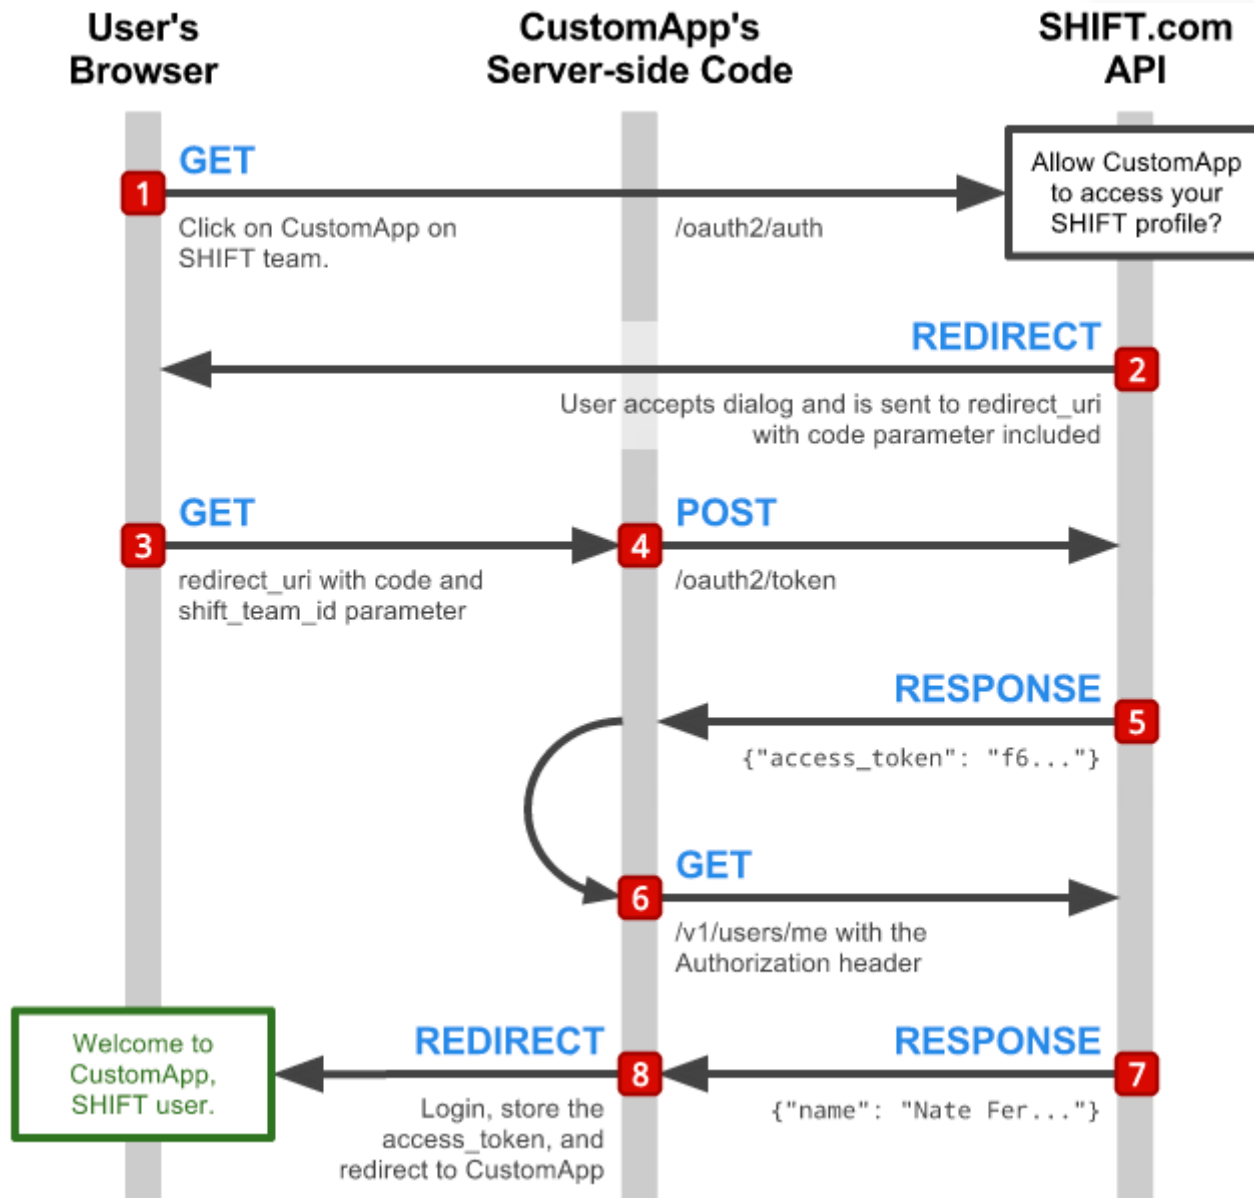 User's
Browser
CustomApp's
Server-side Code
SHIFT.com
API
GET
1
Click on CustomApp on
SHIFT team.
/oauth2/auth
Allow CustomApp
to access your
SHIFT profile?
REDIRECT
2
User accepts dialog and is sent to redirect_uri
with code parameter included
GET
3
redirect_uri with code and
shift_team_id parameter
POST
4
/oauth2/token
RESPONSE
5
{"access_token": "f6..."}
GET
6
/v1/users/me with the
Authorization header
RESPONSE
7
{"name": "Nate Fer..."}
REDIRECT
8
Login, store the
access_token, and
redirect to CustomApp
Welcome to
CustomApp,
SHIFT user.